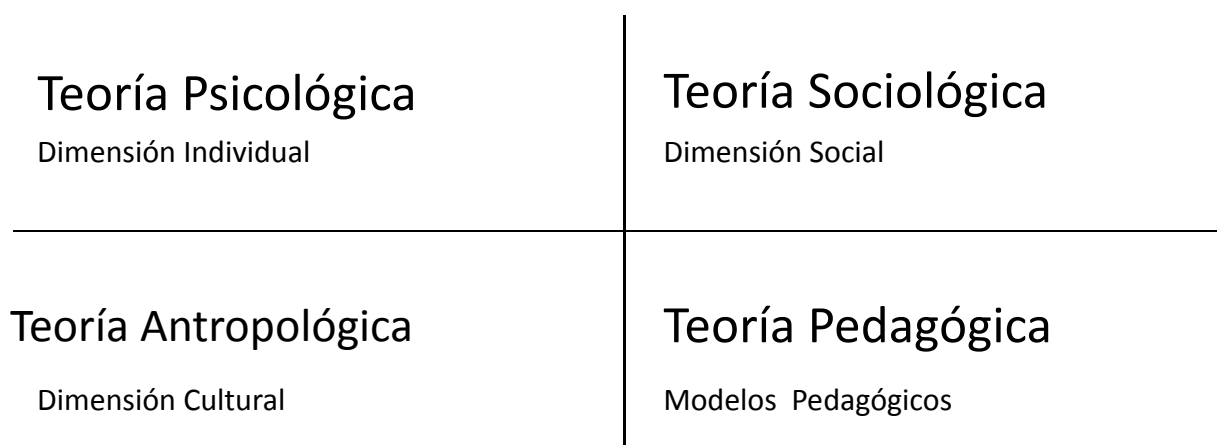 Teoría Psicológica
Dimensión Individual
Teoría Sociológica
Dimensión Social
Teoría Antropológica
Dimensión Cultural
Teoría Pedagógica
Modelos  Pedagógicos